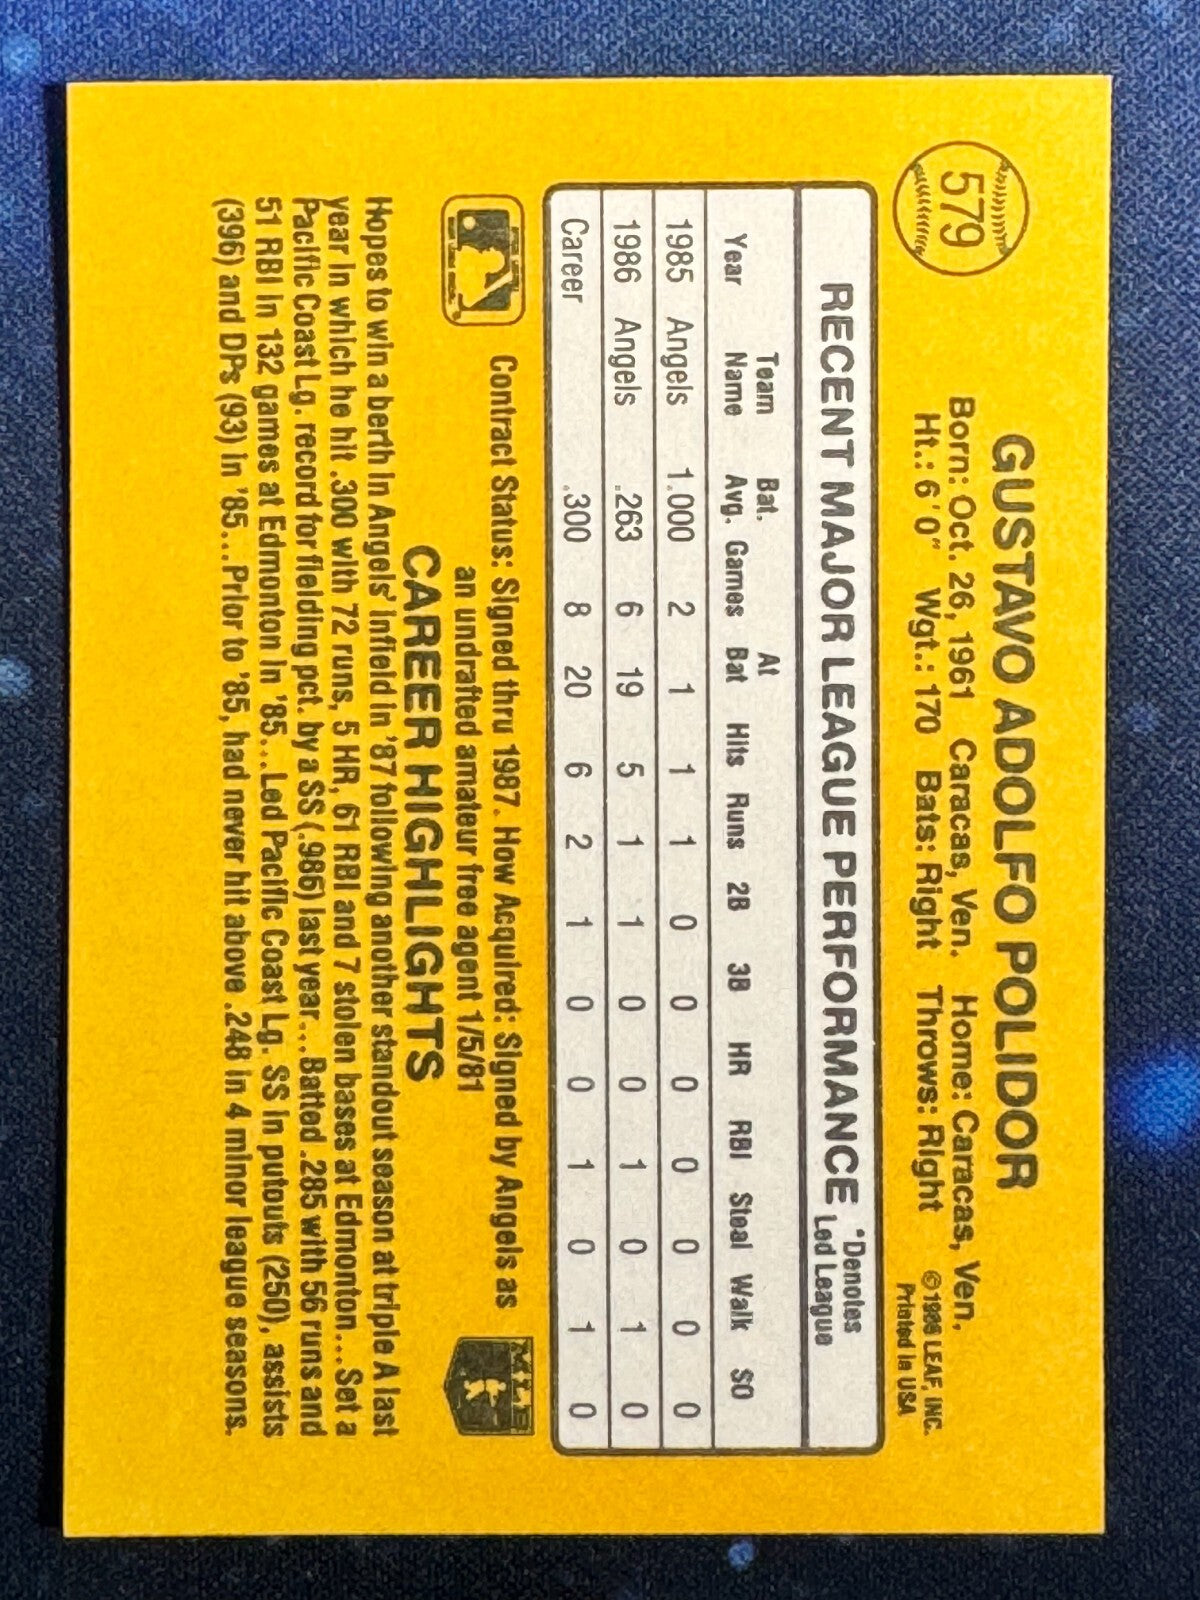 579
GUSTAVO ADOLFO POLIDOR
Born: Oct. 26, 1961 Caracas, Ven. Home: Caracas, Ven.
Ht.: 6'0" Wgt.: 170 Bats: Right Throws: Right
© 1986 LEAF, INC.
Printed in USA
RECENT MAJOR LEAGUE PERFORMANCE *Denotes Led League
Year Team Name Bat. Avg. Games At Bat Hits Runs 2B 3B HR RBI Steal Walk SO
1985 Angels 1.000 2 1 1 1 0 0 0 0 0 0 0
1986 Angels .263 6 19 5 1 1 0 0 1 0 1 0
Career .300 8 20 6 2 1 0 0 1 0 1 0
Contract Status: Signed thru 1987. How Acquired: Signed by Angels as
an undrafted amateur free agent 1/5/81
CAREER HIGHLIGHTS
Hopes to win a berth in Angels' infield in '87 following another standout season at triple A last
year in which he hit .300 with 72 runs, 5 HR, 61 RBI and 7 stolen bases at Edmonton...Set a
Pacific Coast Lg. record for fielding pct. by a SS (.986) last year...Batted .285 with 56 runs and
51 RBI in 132 games at Edmonton in '85...Led Pacific Coast Lg. SS in putouts (250), assists
(396) and DPs (93) in '85...Prior to '85, had never hit above .248 in 4 minor league seasons.